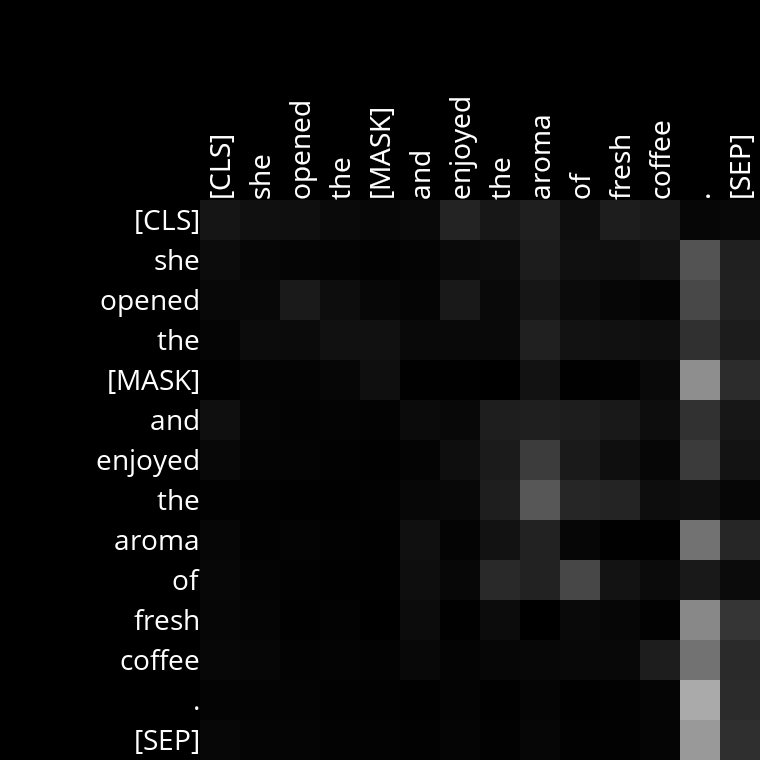 [CLS] she opened the [MASK] and enjoyed the aroma of fresh coffee . [SEP]
[CLS]
she
opened
the
[MASK]
and
enjoyed
the
aroma
of
fresh
coffee
.
[SEP]